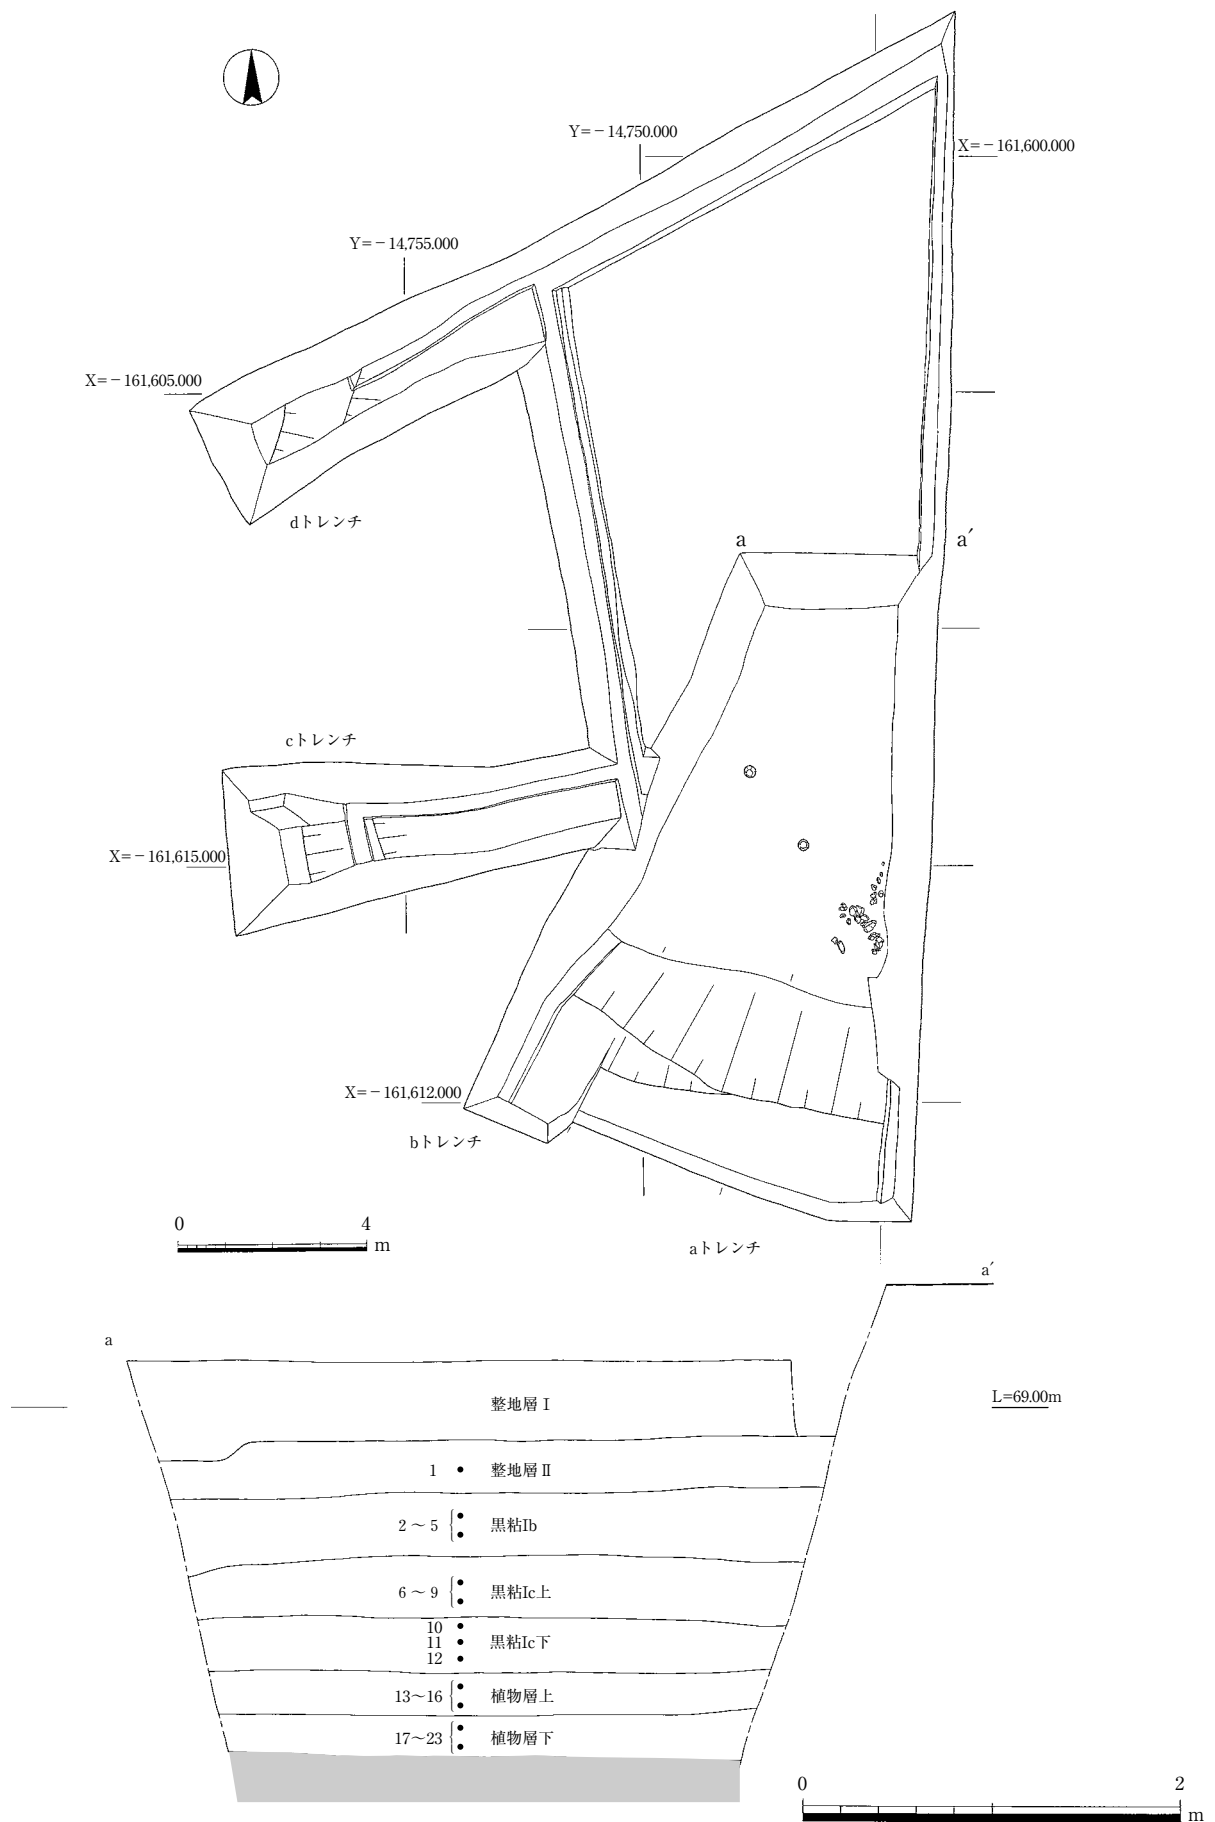 Y=−14,750.000
X=−161,600.000
Y=−14,755.000
X=−161,605.000
dトレンチ
a
a′
cトレンチ
X=−161,615.000
X=−161,612.000
bトレンチ
0
4
m
aトレンチ
a′
a
L=69.00m
整地層Ⅰ
1 整地層Ⅱ
2～5 黒粘Ib
6～9 黒粘Ic上
10
11 黒粘Ic下
12
13～16 植物層上
17～23 植物層下
0
2
m